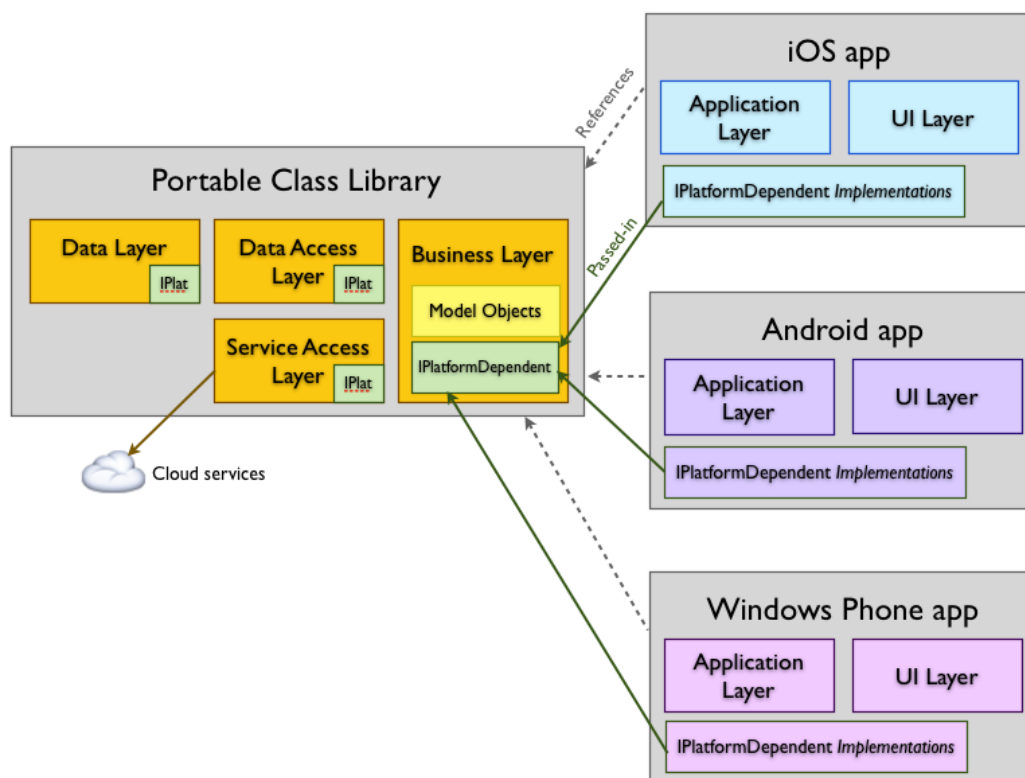 iOS app
References
Application
Layer
UI Layer
IPlatformDependent Implementations
Portable Class Library
Data Layer
IPlat
Data Access
Layer
IPlat
Business Layer
Model Objects
IPlatformDependent
Service Access
Layer
IPlat
Passed-in
Cloud services
Android app
Application
Layer
UI Layer
IPlatformDependent Implementations
Windows Phone app
Application
Layer
UI Layer
IPlatformDependent Implementations